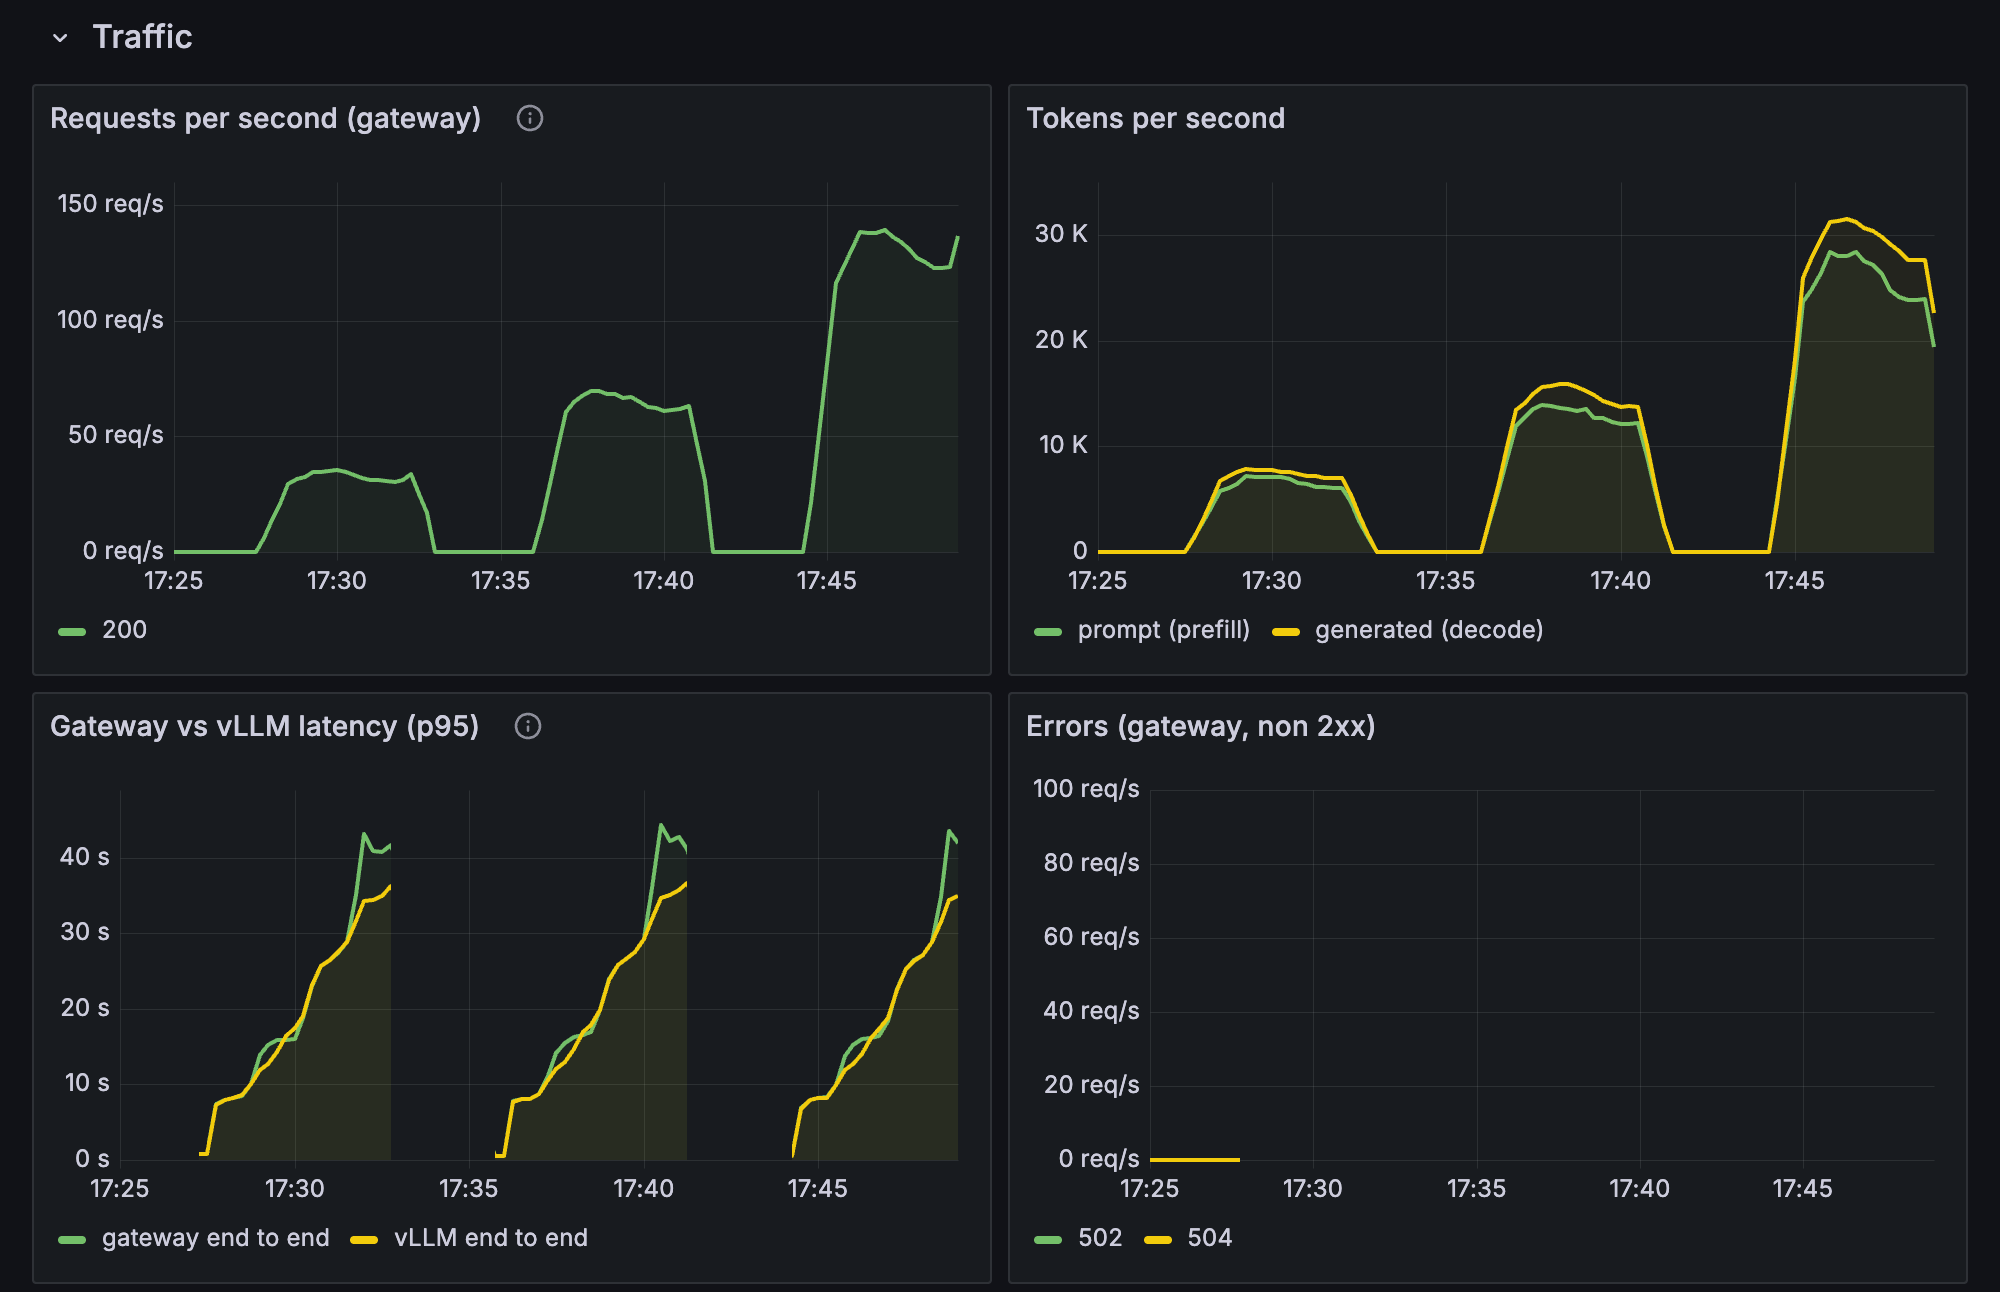 Traffic
Requests per second (gateway)
150 req/s
100 req/s
50 req/s
0 req/s
17:25 17:30 17:35 17:40 17:45
200
Tokens per second
30 K
20 K
10 K
0
17:25 17:30 17:35 17:40 17:45
prompt (prefill) generated (decode)
Gateway vs vLLM latency (p95)
40 s
30 s
20 s
10 s
0 s
17:25 17:30 17:35 17:40 17:45
gateway end to end vLLM end to end
Errors (gateway, non 2xx)
100 req/s
80 req/s
60 req/s
40 req/s
20 req/s
0 req/s
17:25 17:30 17:35 17:40 17:45
502 504